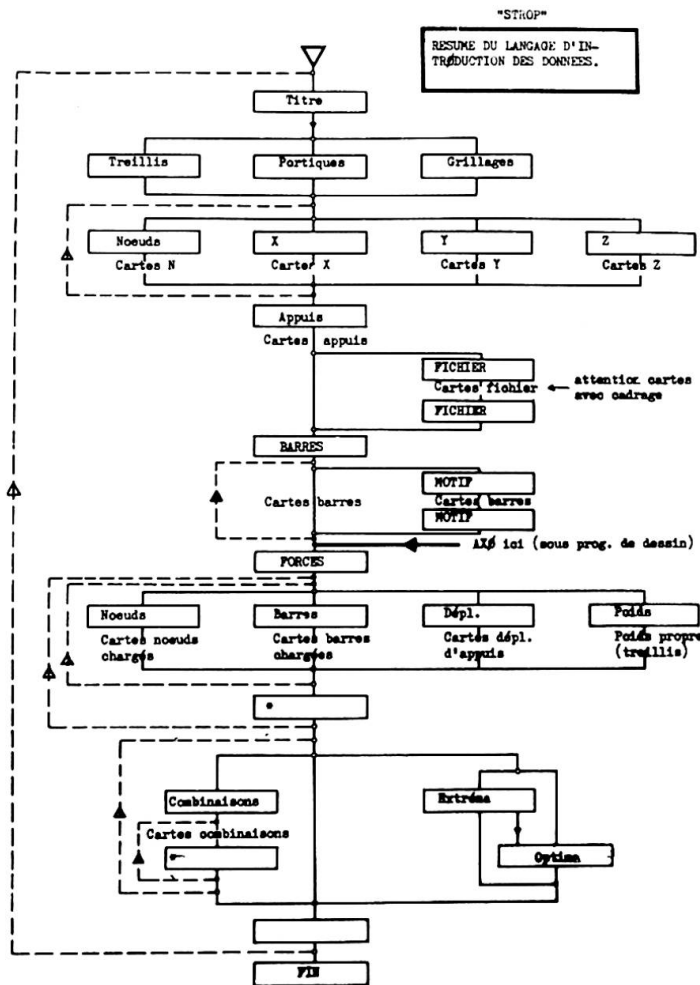 "STROP"
RESUME DU LANGAGE D'IN-
TRØDUCTION DES DONNEES.
Titre
Treillis Portiques Grillages
Noeuds X Y Z
Cartes N Cartes X Cartes Y Cartes Z
Appuis
Cartes appuis
FICHIER
Cartes fichier attention cartes
avec cadrage
FICHIER
BARRES
MOTIF
Cartes barres Cartes barres
MOTIF
AXØ ici (sous prog. de dessin)
FORCES
Noeuds Barres Dépl. Poids
Cartes noeuds Cartes barres Cartes dépl. Poids propre
chargés chargées d'appuis (treillis)
*
Combinaisons Extréma
Cartes combinaisons
*
Optima
FIN